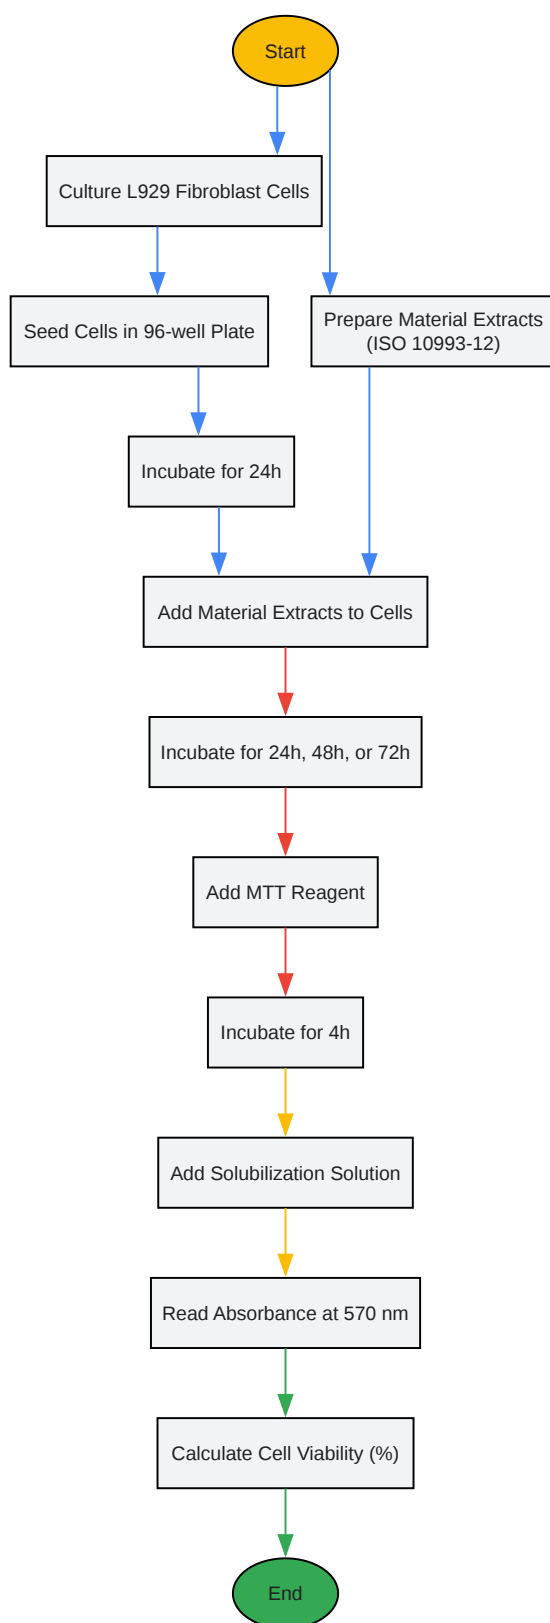 Start
Culture L929 Fibroblast Cells
Seed Cells in 96-well Plate
Prepare Material Extracts
(ISO 10993-12)
Incubate for 24h
Add Material Extracts to Cells
Incubate for 24h, 48h, or 72h
Add MTT Reagent
Incubate for 4h
Add Solubilization Solution
Read Absorbance at 570 nm
Calculate Cell Viability (%)
End